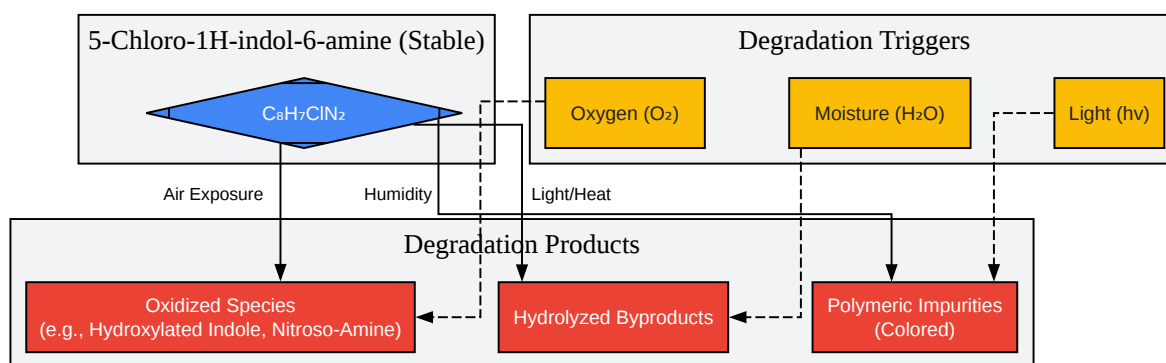 5-Chloro-1H-indol-6-amine (Stable)
Degradation Triggers
C₈H₇ClN₂
Oxygen (O₂)
Moisture (H₂O)
Light (hv)
Air Exposure
Humidity
Light/Heat
Degradation Products
Oxidized Species
(e.g., Hydroxylated Indole, Nitroso-Amine)
Hydrolyzed Byproducts
Polymeric Impurities
(Colored)